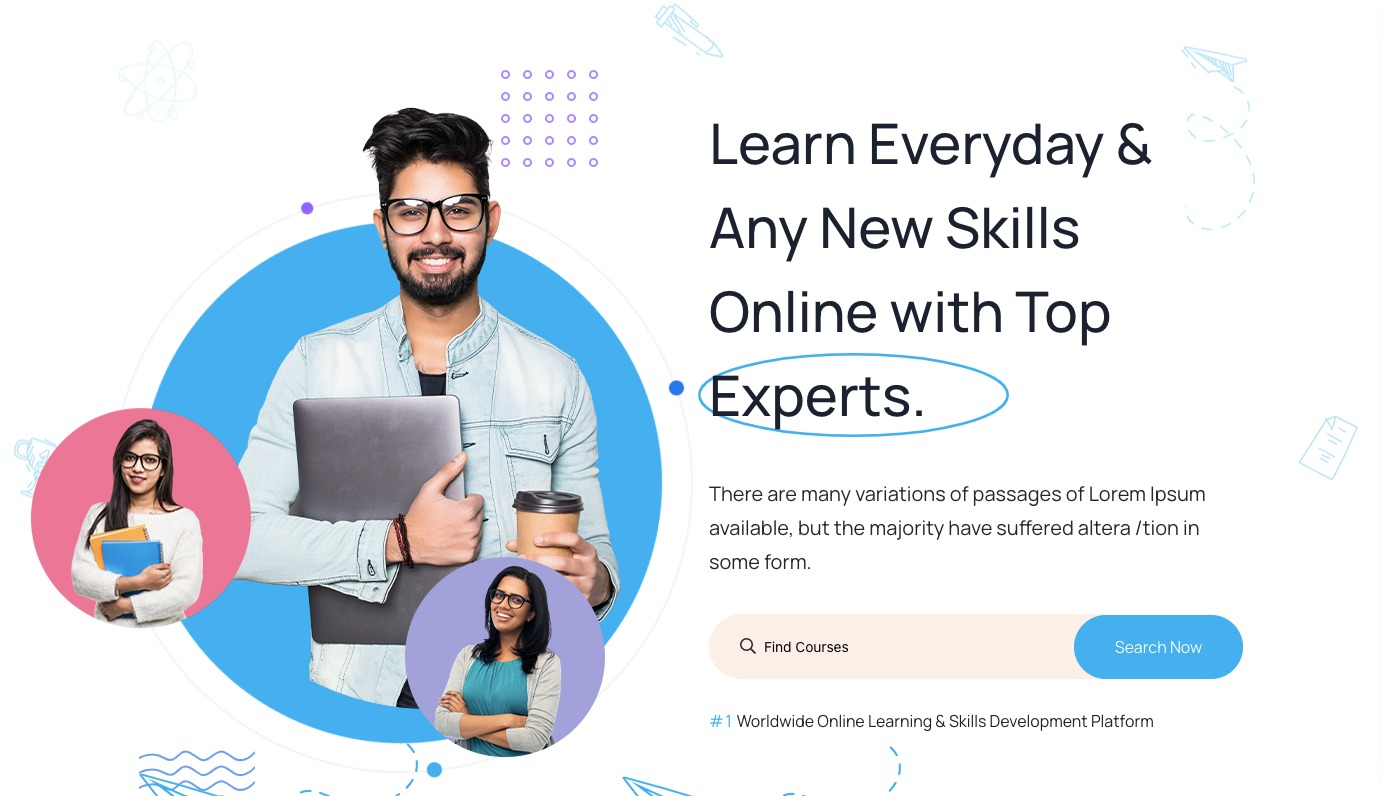 Learn Everyday &
Any New Skills
Online with Top
Experts.
There are many variations of passages of Lorem Ipsum
available, but the majority have suffered altera /tion in
some form.
Find Courses
Search Now
#1 Worldwide Online Learning & Skills Development Platform